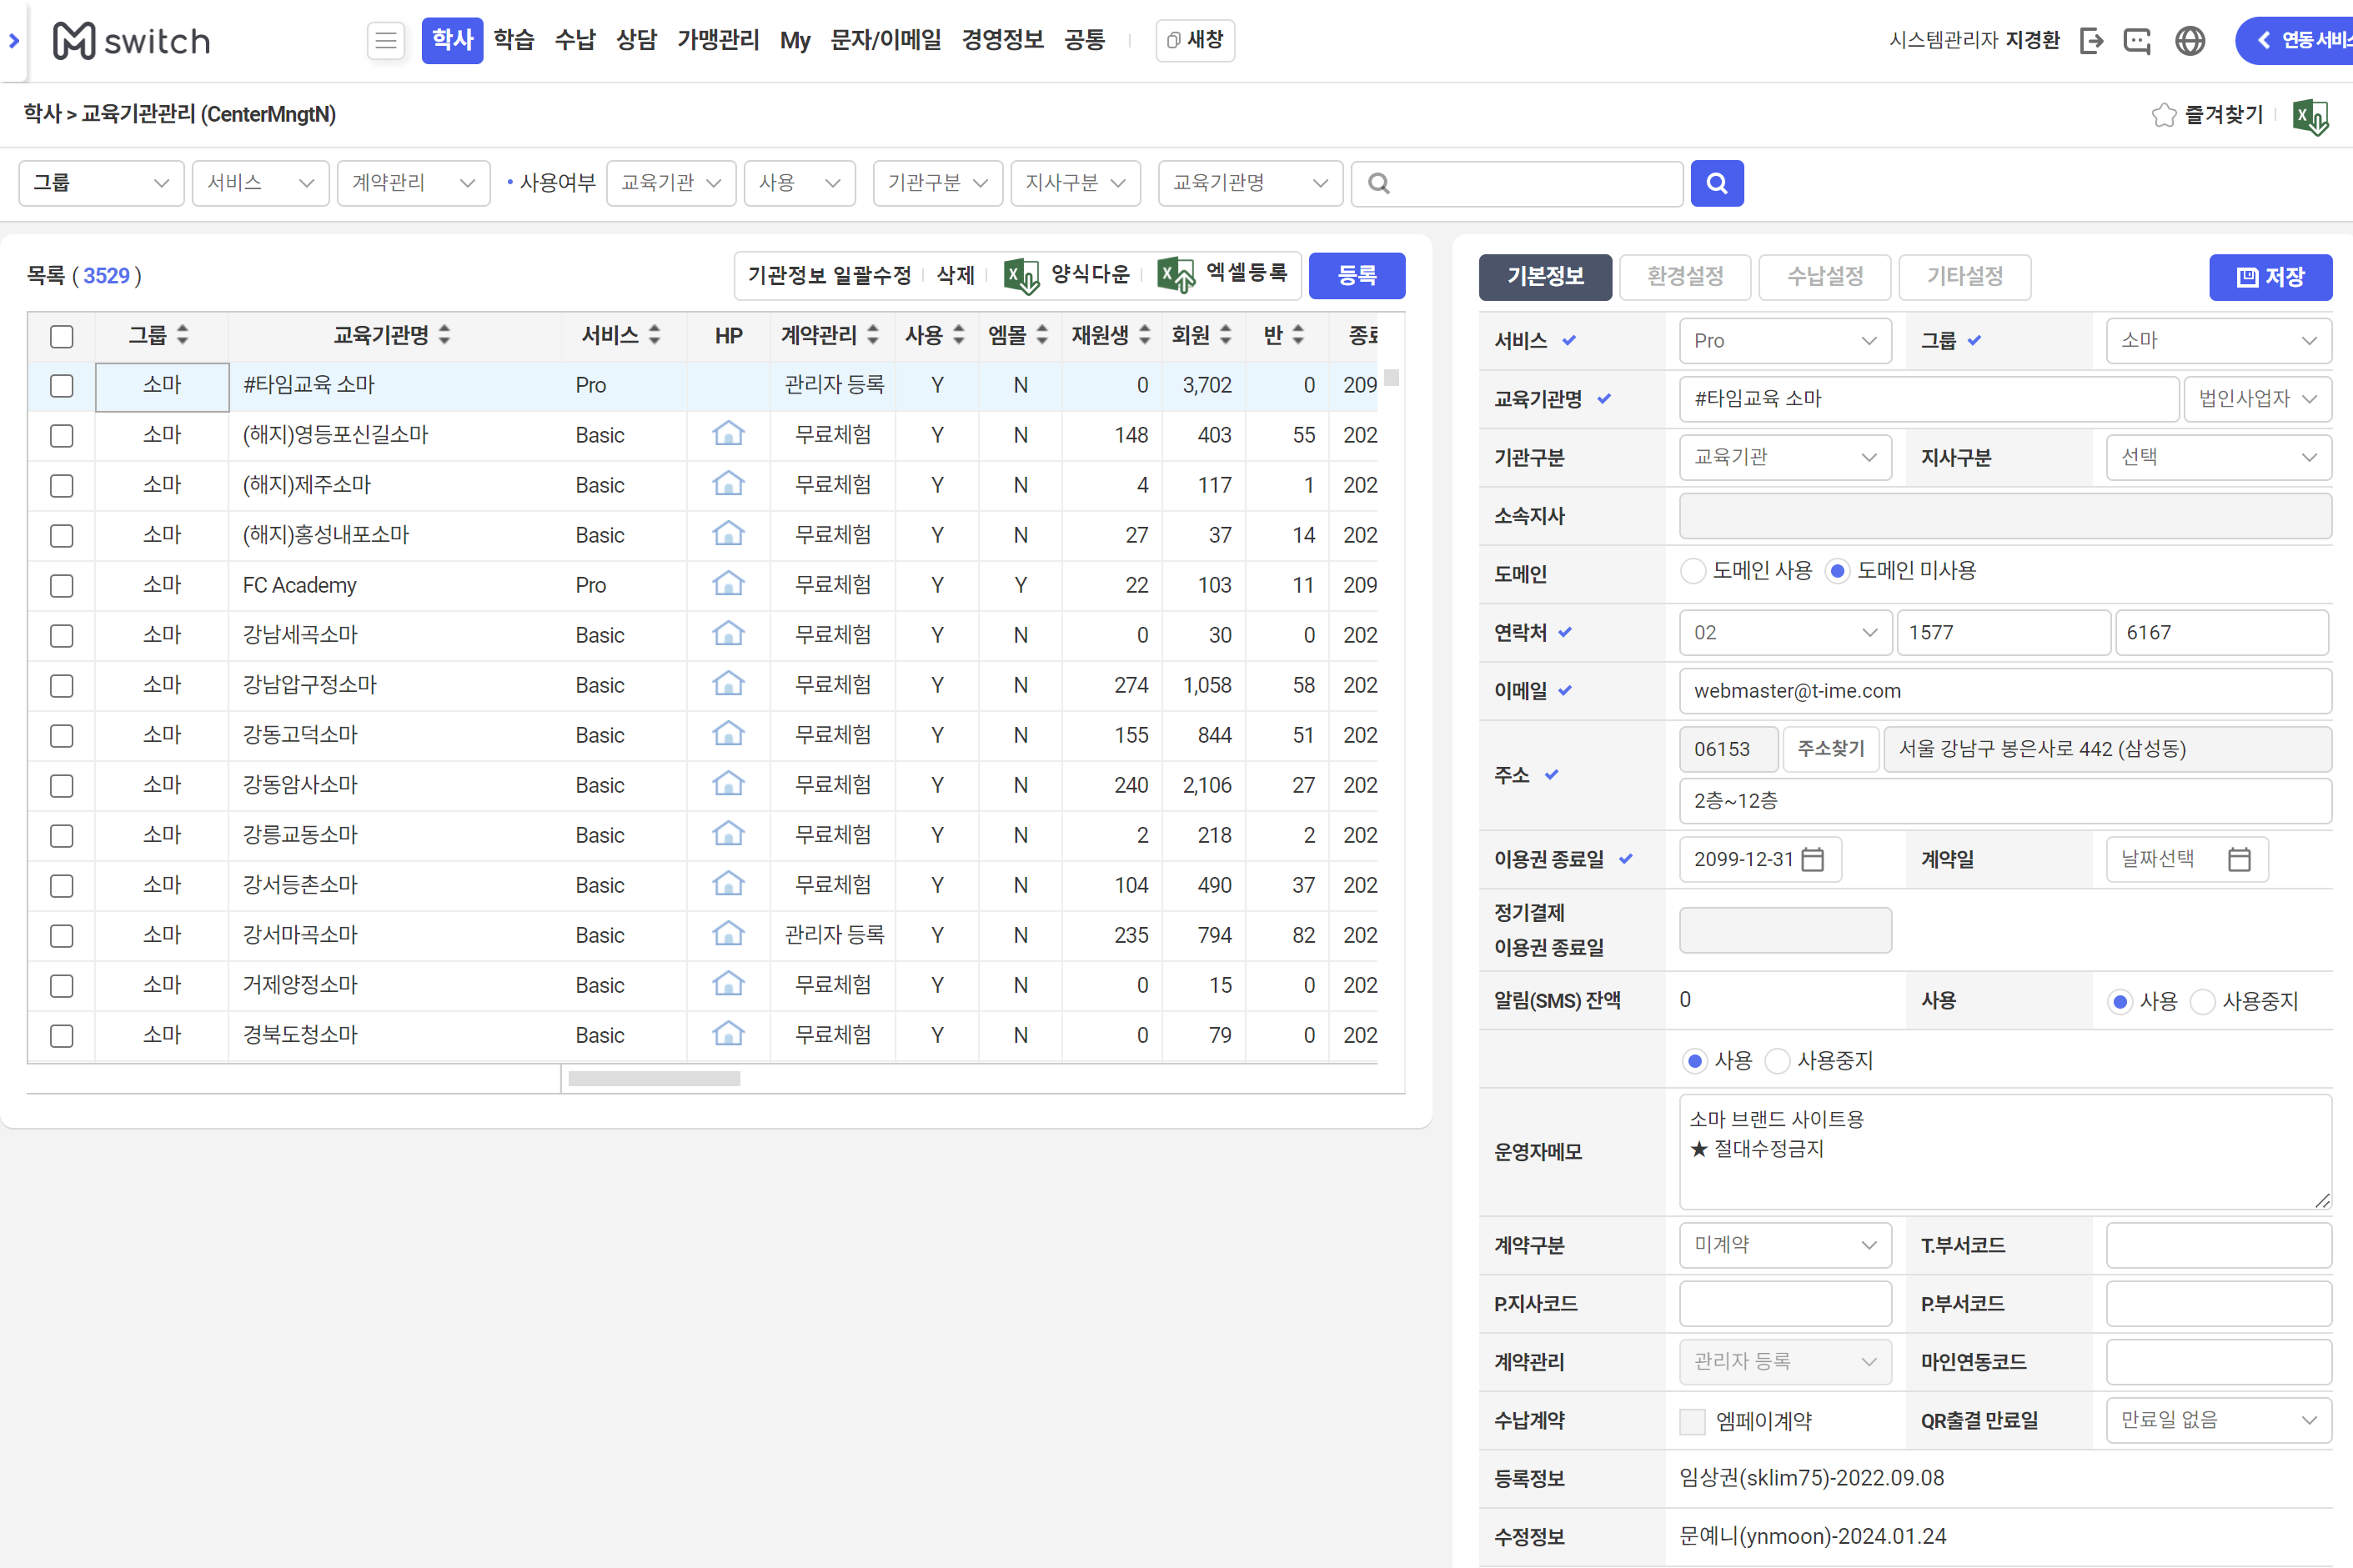 switch
학사 학습 수납 상담 가맹관리 My 문자/이메일 경영정보 공통 새창
시스템관리자 지경환
연동서비스
학사 > 교육기관관리 (CenterMngtN)
즐겨찾기
그룹 서비스 계약관리 • 사용여부 교육기관 사용 기관구분 지사구분 교육기관명
목록 ( 3529 )
기관정보 일괄수정 삭제 양식다운 엑셀등록 등록
그룹 교육기관명 서비스 HP 계약관리 사용 엠몰 재원생 회원 반 종료
소마 #타임교육 소마 Pro 관리자 등록 Y N 0 3,702 0 209
소마 (해지)영등포신길소마 Basic 무료체험 Y N 148 403 55 202
소마 (해지)제주소마 Basic 무료체험 Y N 4 117 1 202
소마 (해지)홍성내포소마 Basic 무료체험 Y N 27 37 14 202
소마 FC Academy Pro 무료체험 Y Y 22 103 11 209
소마 강남세곡소마 Basic 무료체험 Y N 0 30 0 202
소마 강남압구정소마 Basic 무료체험 Y N 274 1,058 58 202
소마 강동고덕소마 Basic 무료체험 Y N 155 844 51 202
소마 강동암사소마 Basic 무료체험 Y N 240 2,106 27 202
소마 강릉교동소마 Basic 무료체험 Y N 2 218 2 202
소마 강서등촌소마 Basic 무료체험 Y N 104 490 37 202
소마 강서마곡소마 Basic 관리자 등록 Y N 235 794 82 202
소마 거제양정소마 Basic 무료체험 Y N 0 15 0 202
소마 경북도청소마 Basic 무료체험 Y N 0 79 0 202
기본정보 환경설정 수납설정 기타설정 저장
서비스 Pro 그룹 소마
교육기관명 #타임교육 소마 법인사업자
기관구분 교육기관 지사구분 선택
소속지사
도메인 도메인 사용 도메인 미사용
연락처 02 1577 6167
이메일 webmaster@t-ime.com
주소 06153 주소찾기 서울 강남구 봉은사로 442 (삼성동)
2층~12층
이용권 종료일 2099-12-31 계약일 날짜선택
정기결제
이용권 종료일
알림(SMS) 잔액 0 사용 사용 사용중지
사용 사용중지
운영자메모
소마 브랜드 사이트용
★ 절대수정금지
계약구분 미계약 T.부서코드
P.지사코드 P.부서코드
계약관리 관리자 등록 마인연동코드
수납계약 엠페이계약 QR출결 만료일 만료일 없음
등록정보 임상권(sklim75)-2022.09.08
수정정보 문예니(ynmoon)-2024.01.24